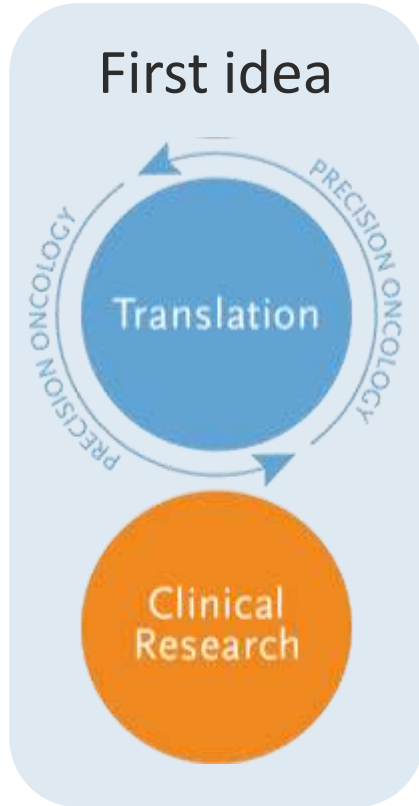 First idea
PRECISION ONCOLOGY
PRECISION ONCOLOGY
Translation
Clinical
Research